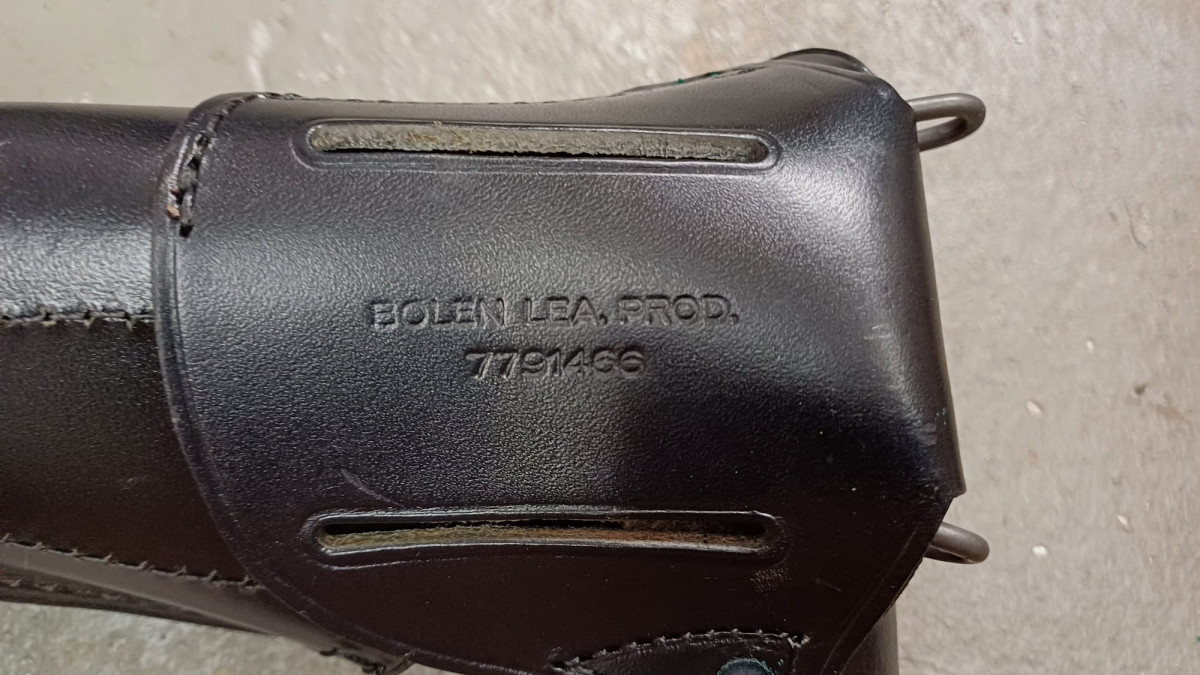 BOLEN LEA. PROD.
7791466